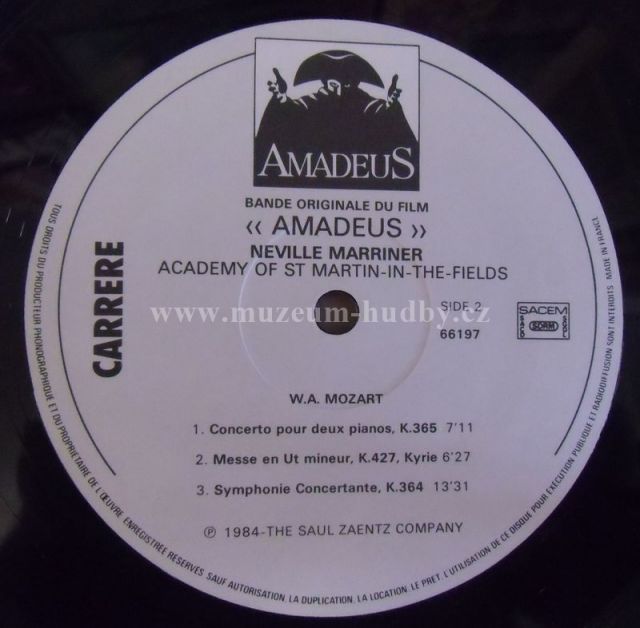 AMADEUS
BANDE ORIGINALE DU FILM
‹‹ AMADEUS ››
NEVILLE MARRINER
ACADEMY OF ST MARTIN-IN-THE-FIELDS
CARRERE
SIDE 2
66197
SACEM
SDRM
www.muzeum-hudby.cz
W.A. MOZART
1. Concerto pour deux pianos, K.365 7'11
2. Messe en Ut mineur, K.427, Kyrie 6'27
3. Symphonie Concertante, K.364 13'31
℗ 1984-THE SAUL ZAENTZ COMPANY
TOUS DROITS DU PRODUCTEUR PHONOGRAPHIQUE ET DU PROPRIETAIRE DE L'ŒUVRE ENREGISTREE RESERVES. SAUF AUTORISATION, LA DUPLICATION, LA LOCATION, LE PRET, L'UTILISATION DE CE DISQUE POUR EXECUTION PUBLIQUE ET RADIODIFFUSION SONT INTERDITS MADE IN FRANCE